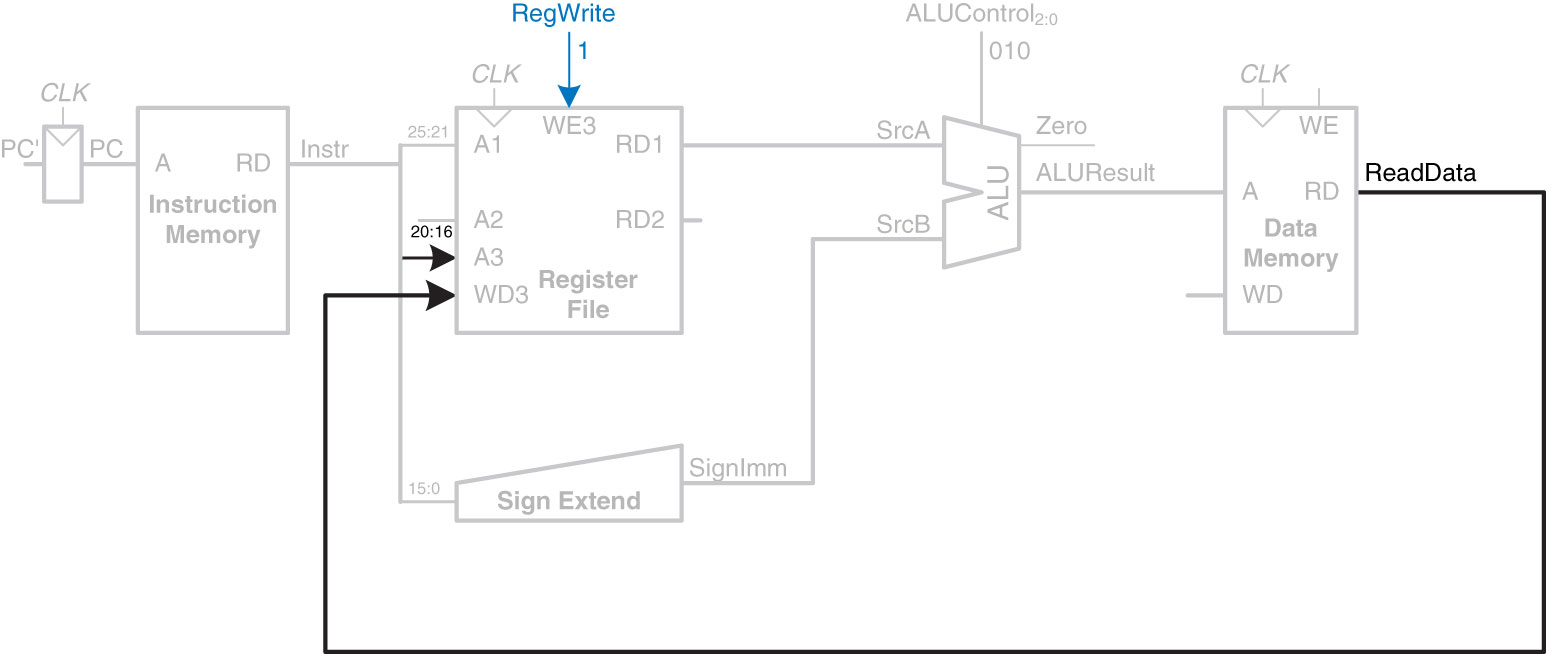 RegWrite
1
ALUControl2:0
010
CLK
PC'
PC
A
RD
Instruction
Memory
Instr
25:21
20:16
15:0
CLK
WE3
A1
RD1
A2
RD2
A3
WD3
Register
File
Sign Extend
SignImm
SrcA
SrcB
ALU
Zero
ALUResult
CLK
WE
A
RD
Data
Memory
WD
ReadData